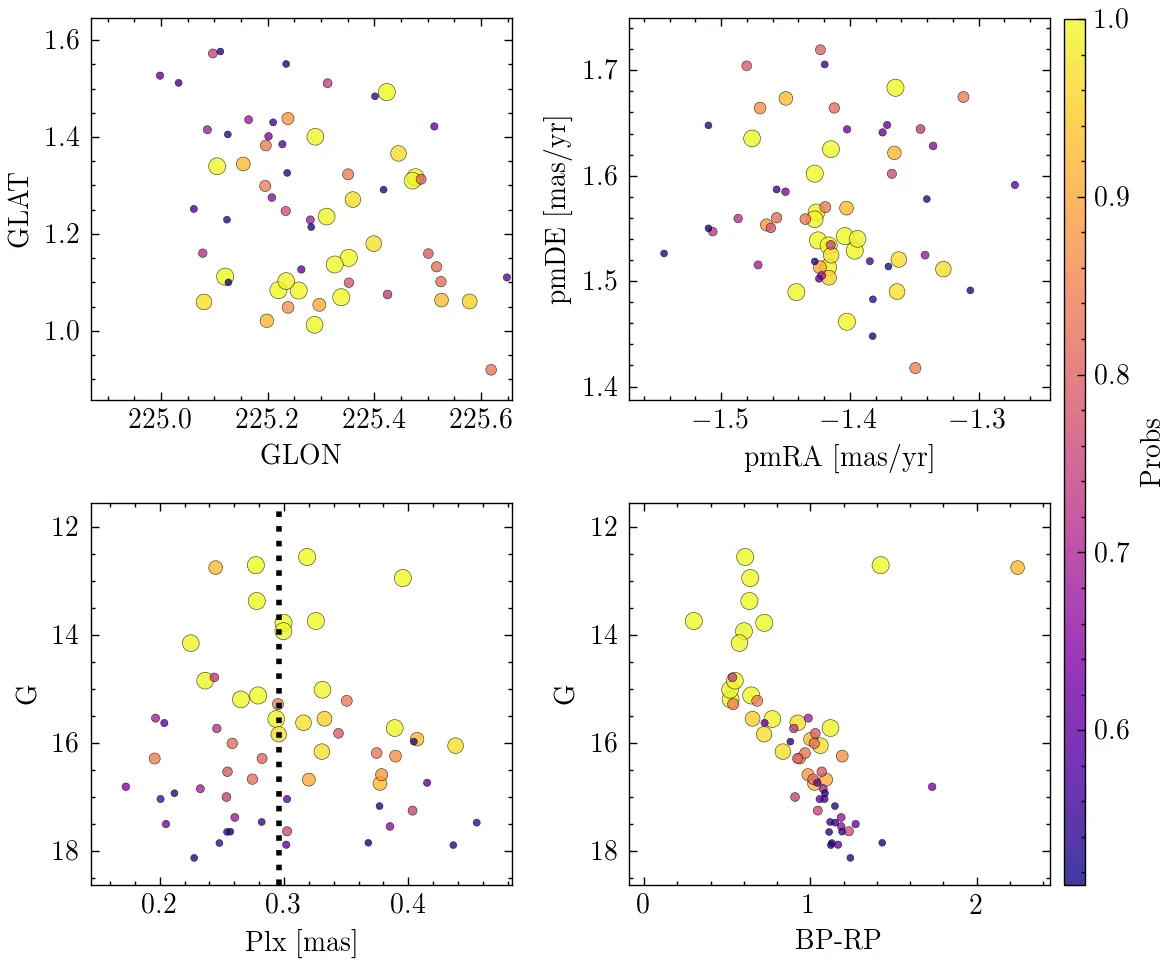 1.6
1.4
1.2
1.0
GLAT
225.0 225.2 225.4 225.6
GLON
1.7
1.6
1.5
1.4
pmDE [mas/yr]
−1.5 −1.4 −1.3
pmRA [mas/yr]
1.0
0.9
0.8
0.7
0.6
Probs
12
14
16
18
G
0.2 0.3 0.4
Plx [mas]
12
14
16
18
G
0 1 2
BP-RP